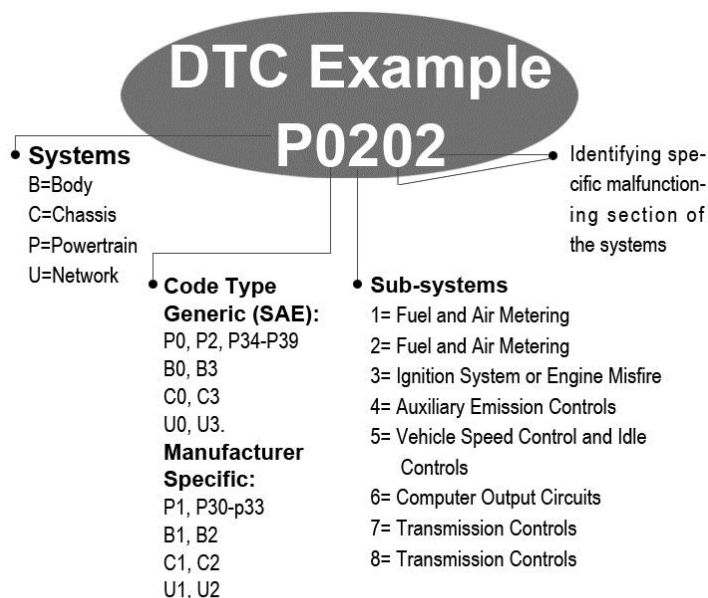 DTC Example
P0202
Systems
B=Body
C=Chassis
P=Powertrain
U=Network
Code Type
Generic (SAE):
P0, P2, P34-P39
B0, B3
C0, C3
U0, U3.
Manufacturer
Specific:
P1, P30-p33
B1, B2
C1, C2
U1, U2
Sub-systems
1= Fuel and Air Metering
2= Fuel and Air Metering
3= Ignition System or Engine Misfire
4= Auxiliary Emission Controls
5= Vehicle Speed Control and Idle
Controls
6= Computer Output Circuits
7= Transmission Controls
8= Transmission Controls
Identifying spe-
cific malfunction-
ing section of
the systems